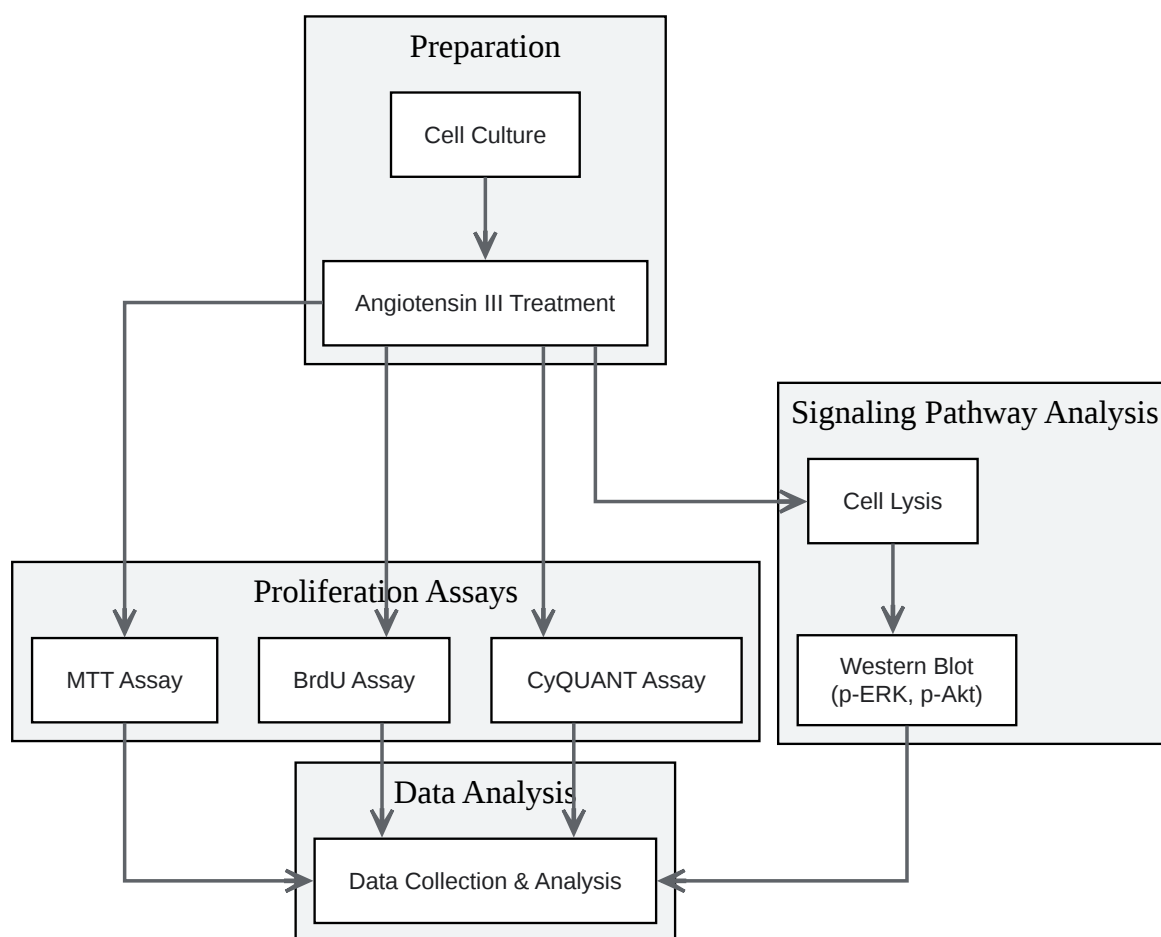 Preparation
Cell Culture
Angiotensin III Treatment
Signaling Pathway Analysis
Cell Lysis
Proliferation Assays
MTT Assay
BrdU Assay
CyQUANT Assay
Western Blot
(p-ERK, p-Akt)
Data Analysis
Data Collection & Analysis